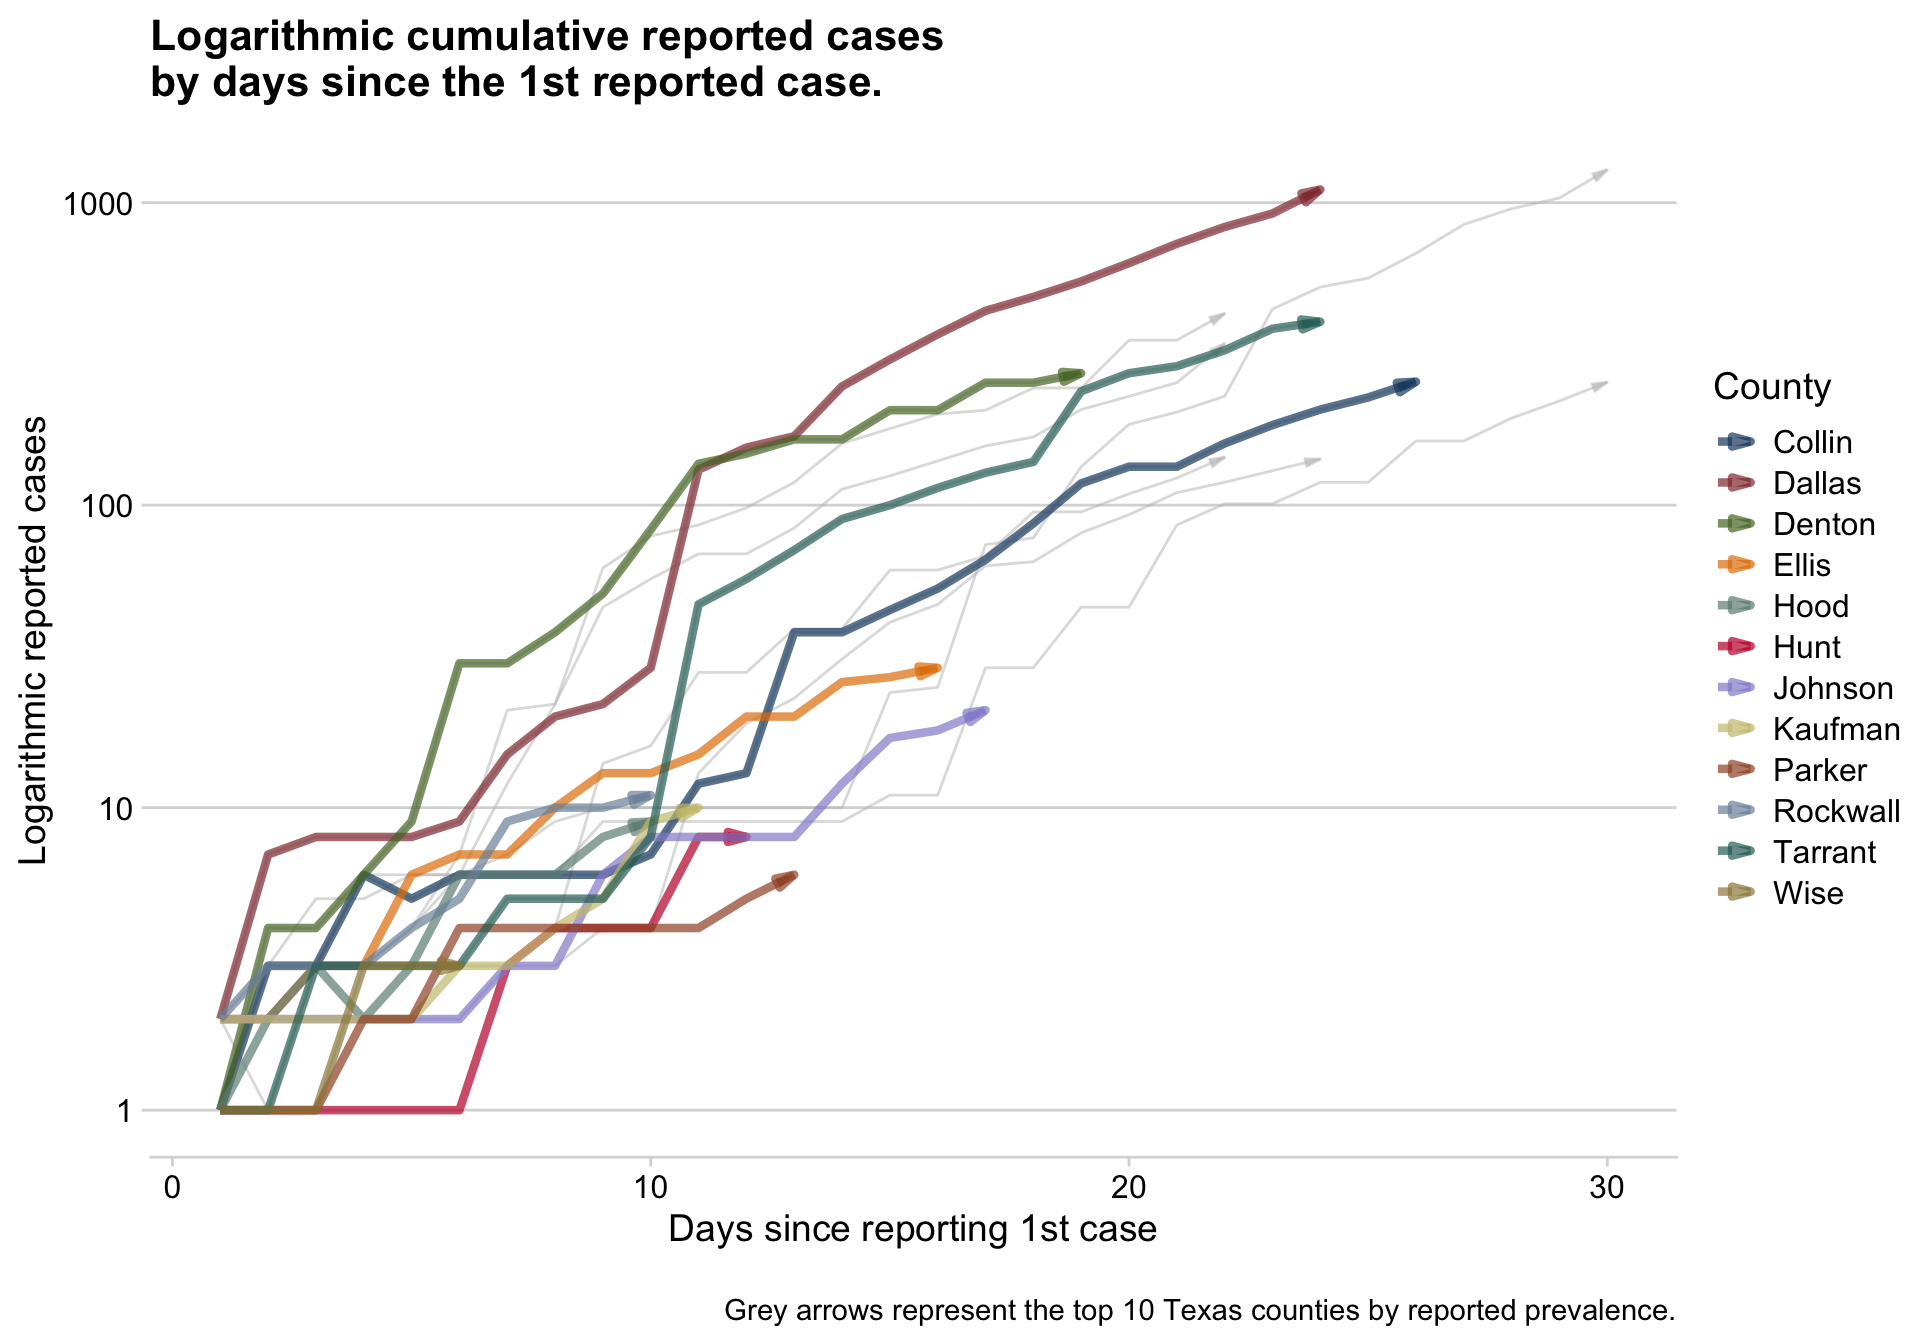 Logarithmic cumulative reported cases
by days since the 1st reported case.
1000
100
10
1
Logarithmic reported cases
0 10 20 30
Days since reporting 1st case
County
Collin
Dallas
Denton
Ellis
Hood
Hunt
Johnson
Kaufman
Parker
Rockwall
Tarrant
Wise
Grey arrows represent the top 10 Texas counties by reported prevalence.